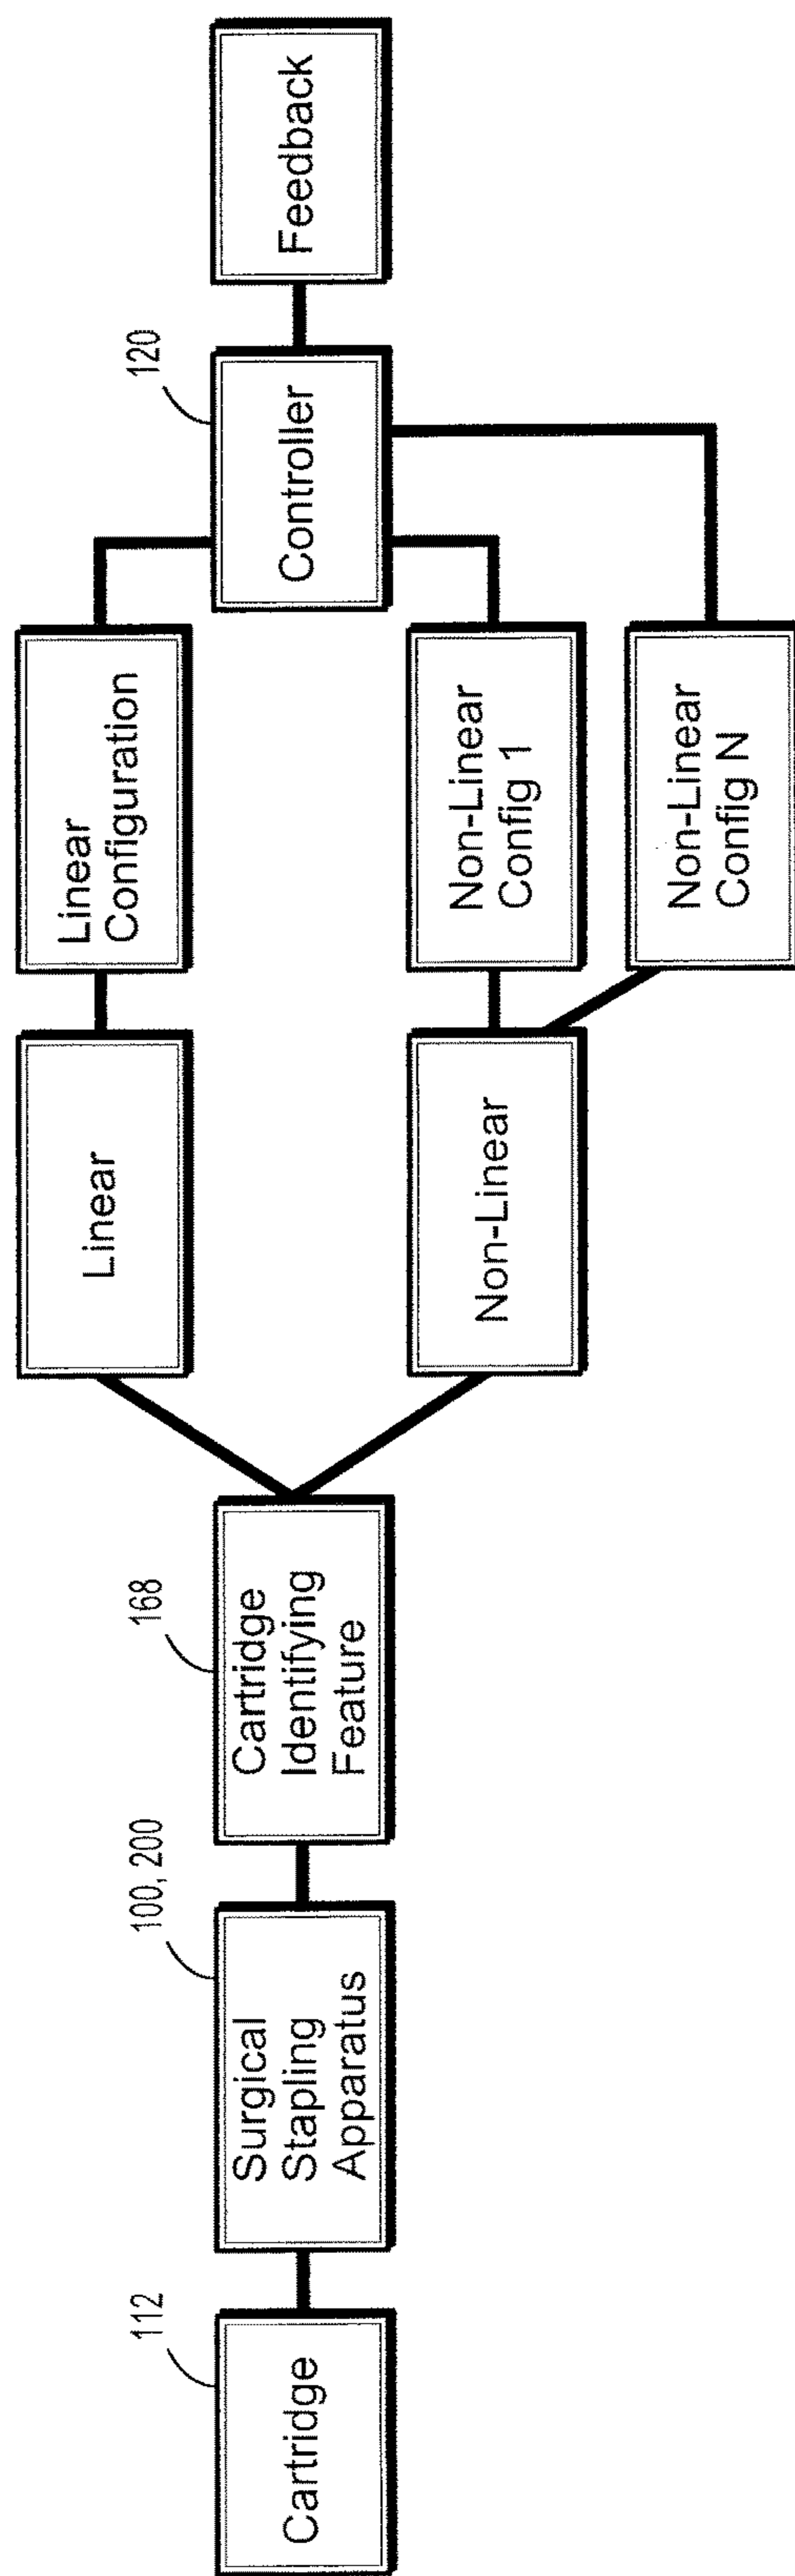 112
Cartridge
100, 200
Surgical
Stapling
Apparatus
168
Cartridge
Identifying
Feature
Linear
Non-Linear
Linear
Configuration
Non-Linear
Config 1
Non-Linear
Config N
120
Controller
Feedback